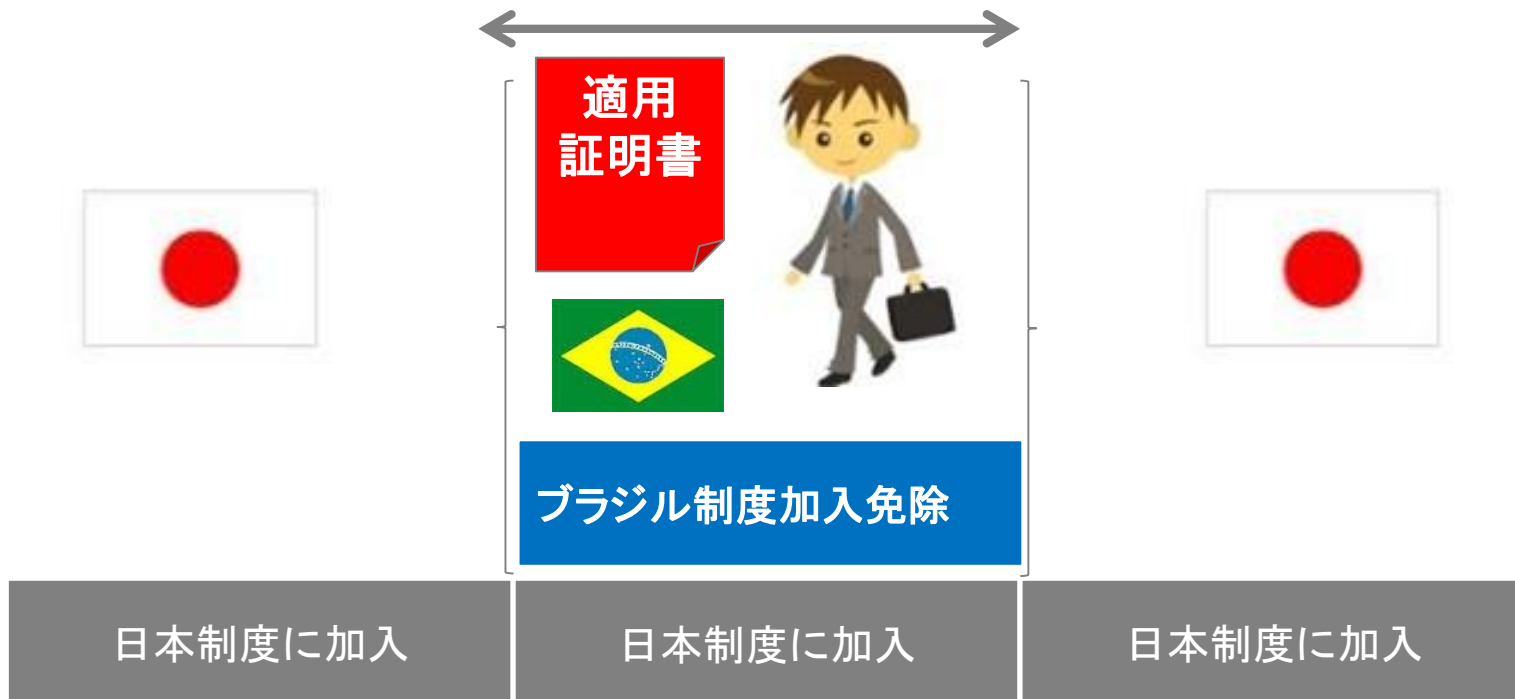 適用
証明書
ブラジル制度加入免除
日本制度に加入
日本制度に加入
日本制度に加入